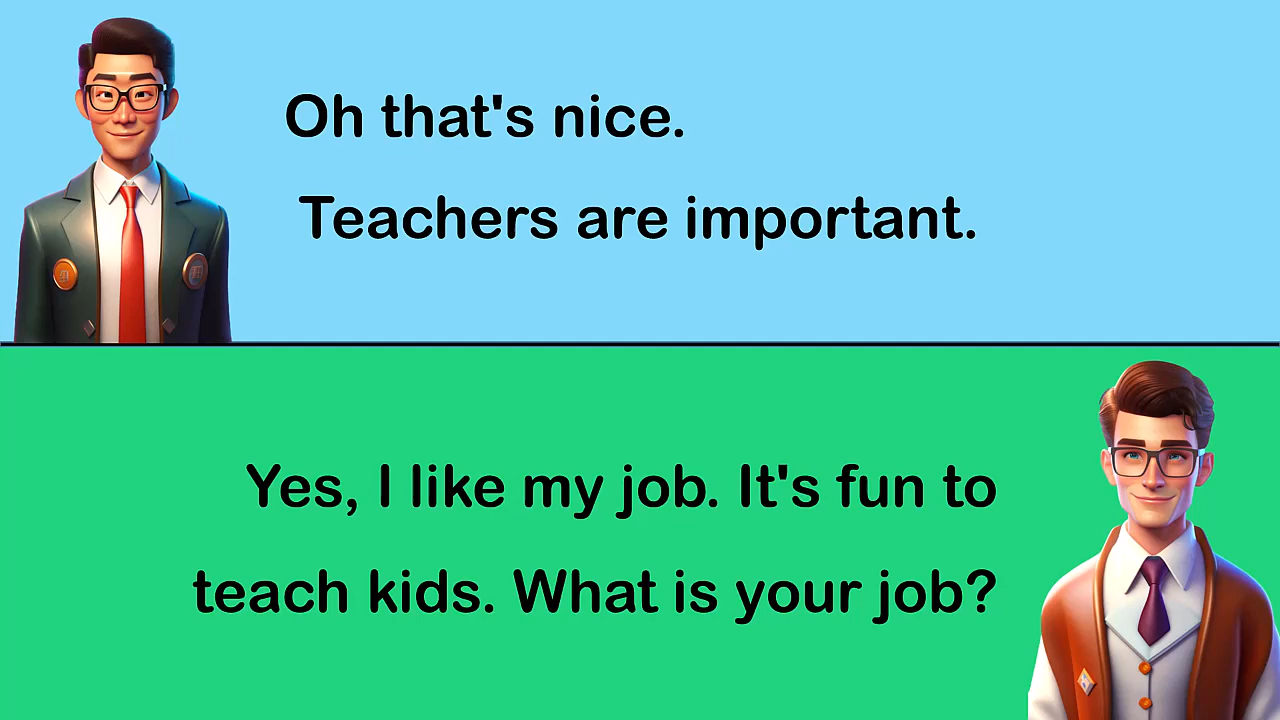 Oh that's nice.
Teachers are important.
Yes, I like my job. It's fun to
teach kids. What is your job?